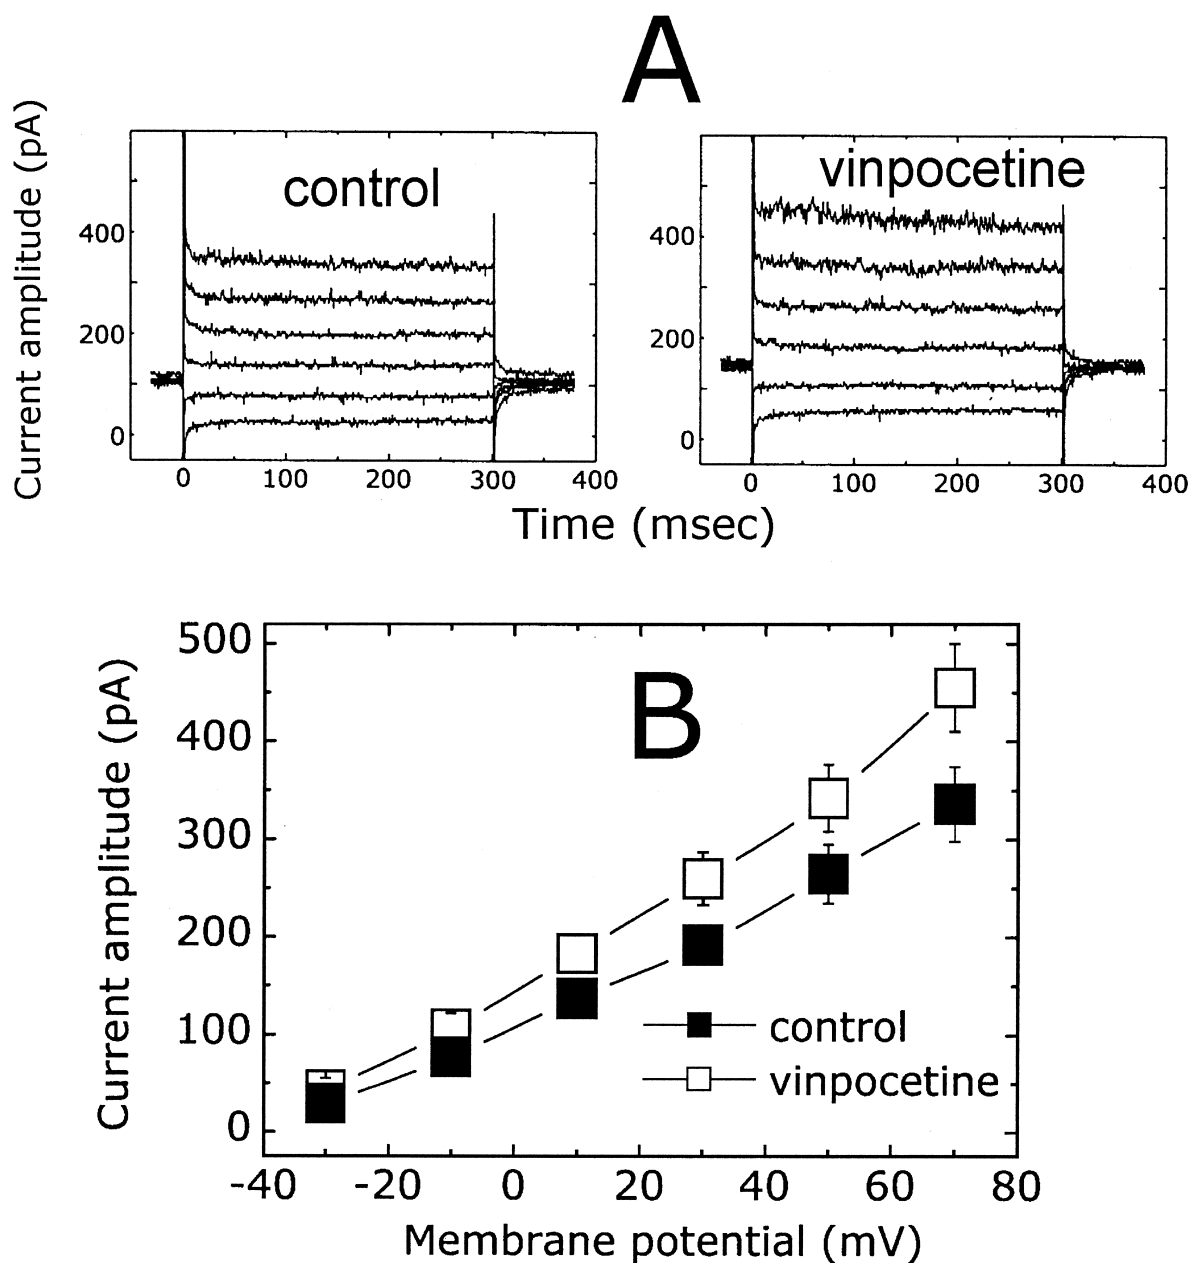 A
Current amplitude (pA)
control
vinpocetine
400
200
0
0 100 200 300 400
400
200
0
0 100 200 300 400
Time (msec)
B
Current amplitude (pA)
500
400
300
200
100
0
-40 -20 0 20 40 60 80
control
vinpocetine
Membrane potential (mV)